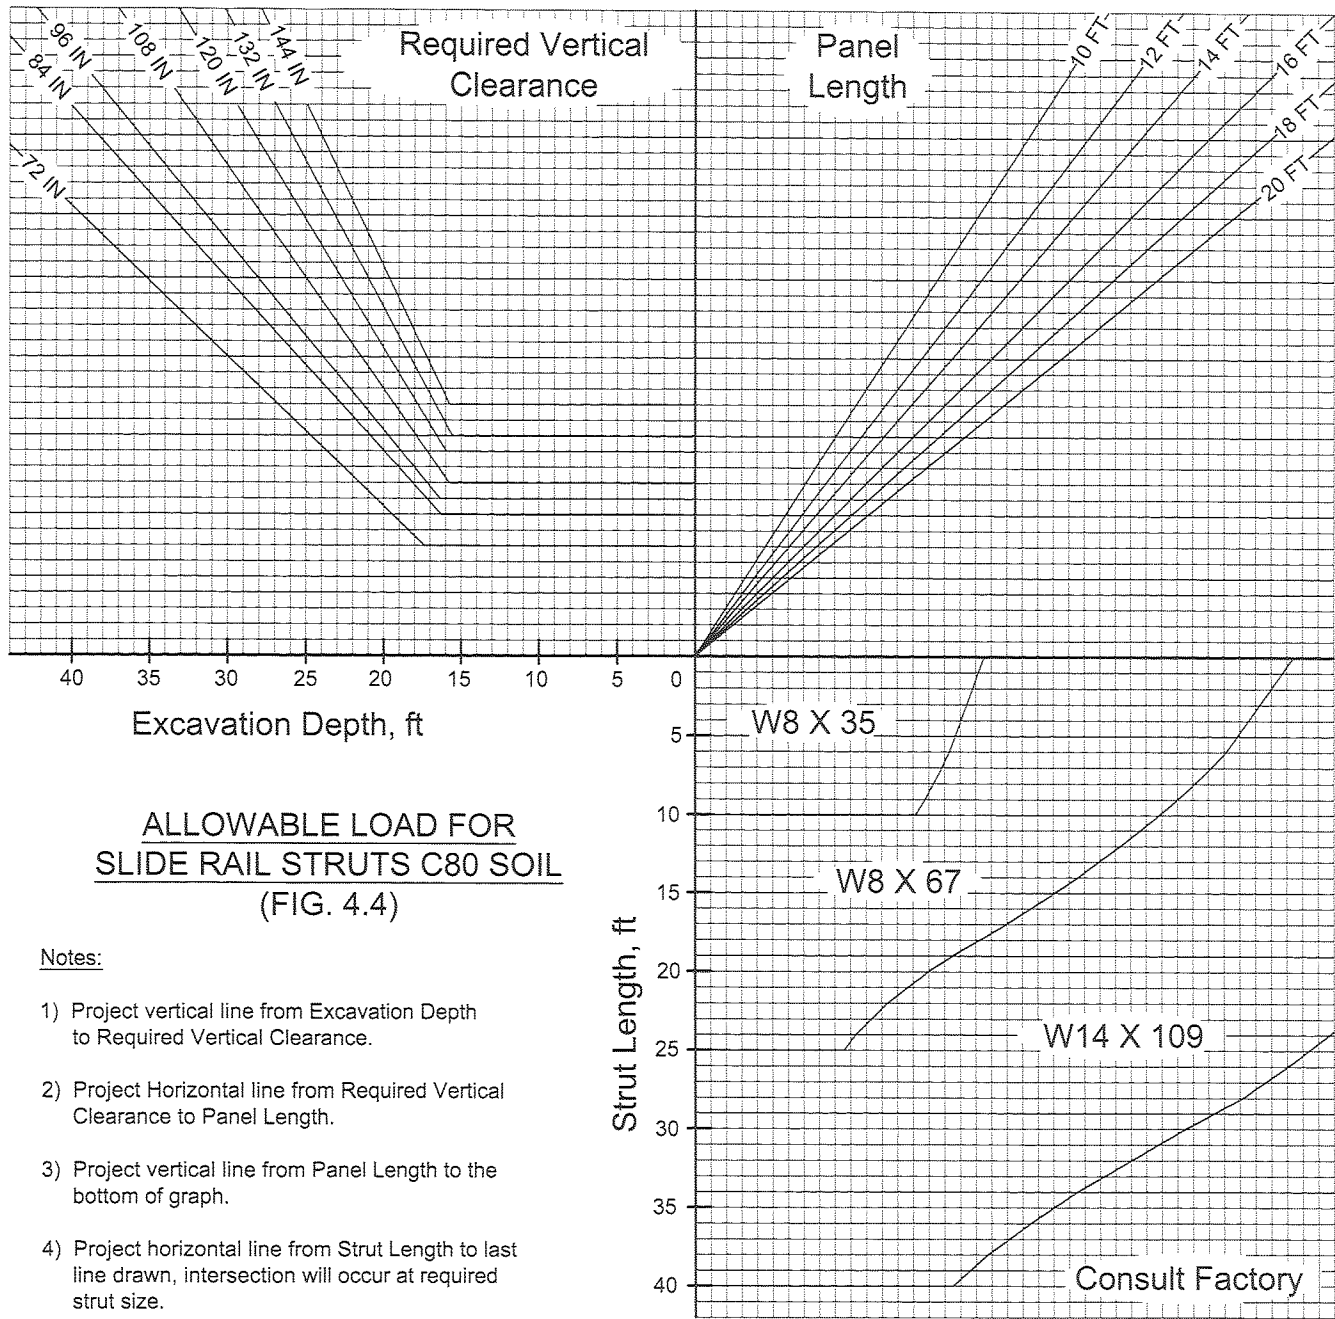 Required Vertical
Clearance
Panel
Length
72 IN
84 IN
96 IN
108 IN
120 IN
132 IN
144 IN
10 FT
12 FT
14 FT
16 FT
18 FT
20 FT
40 35 30 25 20 15 10 5 0
Excavation Depth, ft
ALLOWABLE LOAD FOR
SLIDE RAIL STRUTS C80 SOIL
(FIG. 4.4)
Notes:
1) Project vertical line from Excavation Depth
to Required Vertical Clearance.
2) Project Horizontal line from Required Vertical
Clearance to Panel Length.
3) Project vertical line from Panel Length to the
bottom of graph.
4) Project horizontal line from Strut Length to last
line drawn, intersection will occur at required
strut size.
Strut Length, ft
5
10
15
20
25
30
35
40
W8 X 35
W8 X 67
W14 X 109
Consult Factory